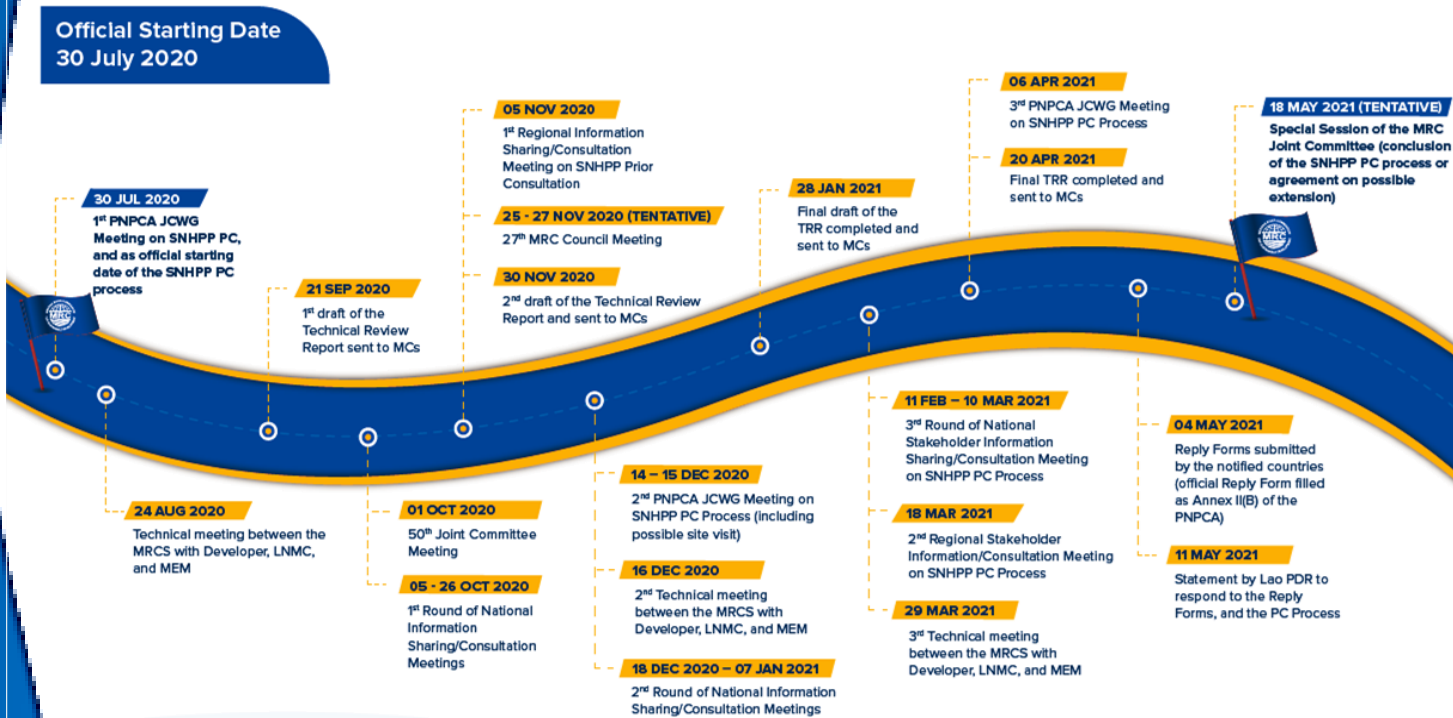 Official Starting Date
30 July 2020
30 JUL 2020
1st PNPCA JCWG
Meeting on SNHPP PC,
and as official starting
date of the SNHPP PC
process
MRC
24 AUG 2020
Technical meeting between the
MRCS with Developer, LNMC,
and MEM
21 SEP 2020
1st draft of the
Technical Review
Report sent to MCs
01 OCT 2020
50th Joint Committee
Meeting
05 - 26 OCT 2020
1st Round of National
Information
Sharing/Consultation
Meetings
05 NOV 2020
1st Regional Information
Sharing/Consultation
Meeting on SNHPP Prior
Consultation
25 - 27 NOV 2020 (TENTATIVE)
27th MRC Council Meeting
30 NOV 2020
2nd draft of the Technical Review
Report and sent to MCs
14 – 15 DEC 2020
2nd PNPCA JCWG Meeting on
SNHPP PC Process (including
possible site visit)
16 DEC 2020
2nd Technical meeting
between the MRCS with
Developer, LNMC, and MEM
18 DEC 2020 – 07 JAN 2021
2nd Round of National Information
Sharing/Consultation Meetings
28 JAN 2021
Final draft of the
TRR completed and
sent to MCs
11 FEB – 10 MAR 2021
3rd Round of National
Stakeholder Information
Sharing/Consultation Meeting
on SNHPP PC Process
18 MAR 2021
2nd Regional Stakeholder
Information/Consultation Meeting
on SNHPP PC Process
29 MAR 2021
3rd Technical meeting
between the MRCS with
Developer, LNMC, and MEM
06 APR 2021
3rd PNPCA JCWG Meeting
on SNHPP PC Process
20 APR 2021
Final TRR completed and
sent to MCs
04 MAY 2021
Reply Forms submitted
by the notified countries
(official Reply Form filled
as Annex II(B) of the
PNPCA)
11 MAY 2021
Statement by Lao PDR to
respond to the Reply
Forms, and the PC Process
18 MAY 2021 (TENTATIVE)
Special Session of the MRC
Joint Committee (conclusion
of the SNHPP PC process or
agreement on possible
extension)
MRC